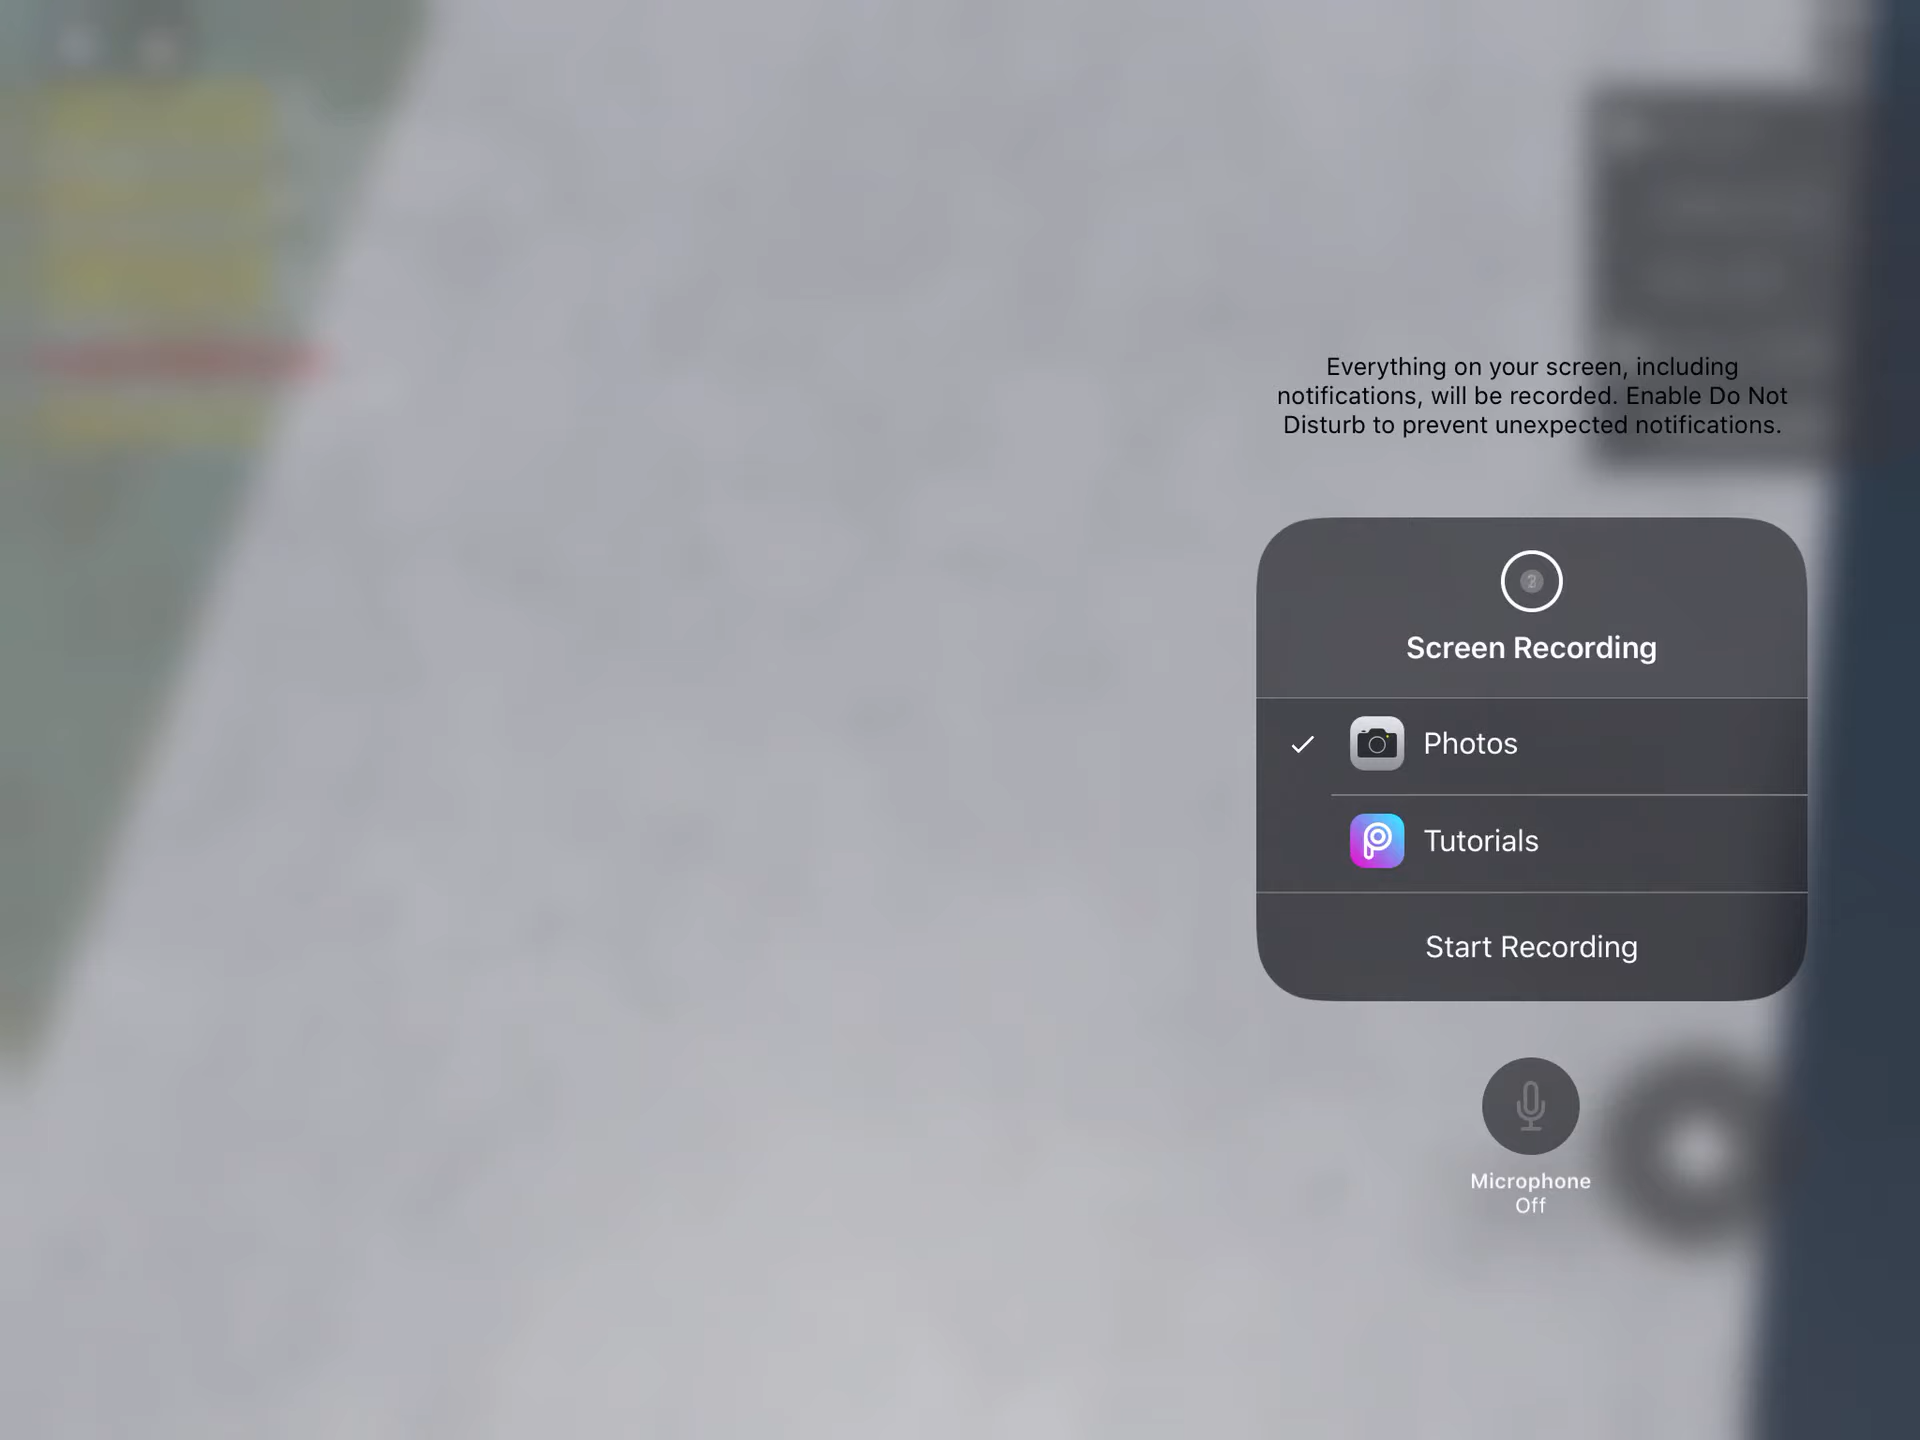 Everything on your screen, including
notifications, will be recorded. Enable Do Not
Disturb to prevent unexpected notifications.
Screen Recording
Photos
Tutorials
Start Recording
Microphone
Off